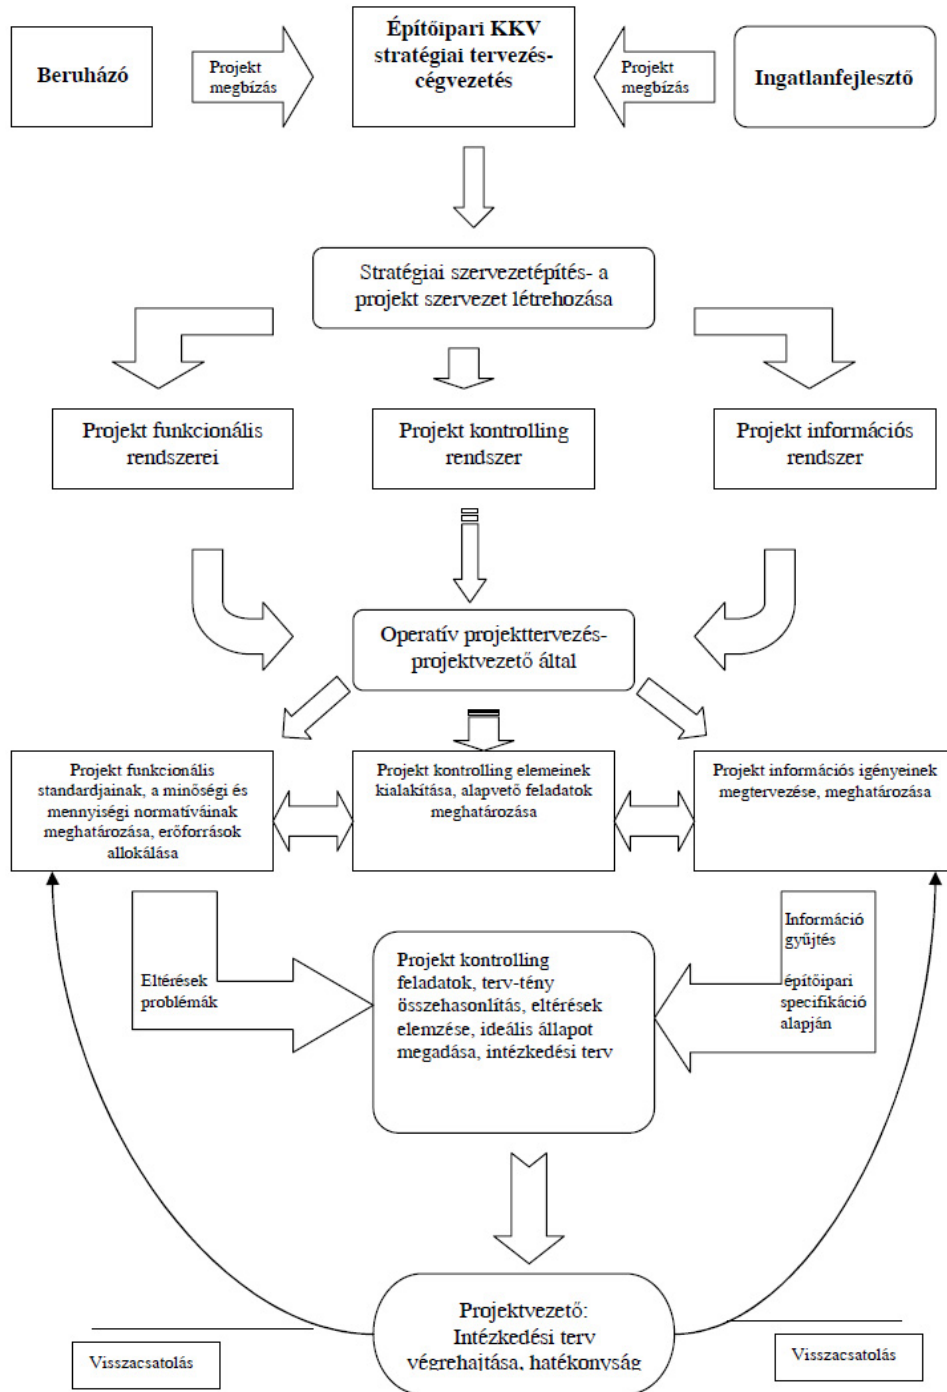 Beruházó
Projekt
megbízás
Építőipari KKV
stratégiai tervezés-
cégvezetés
Projekt
megbízás
Ingatlanfejlesztő
Stratégiai szervezetépítés- a
projekt szervezet létrehozása
Projekt funkcionális
rendszerei
Projekt kontrolling
rendszer
Projekt információs
rendszer
Operatív projekttervezés-
projektvezető által
Projekt funkcionális
standardjainak, a minőségi és
mennyiségi normatíváinak
meghatározása, erőforrások
allokálása
Projekt kontrolling elemeinek
kialakítása, alapvető feladatok
meghatározása
Projekt információs igényeinek
megtervezése, meghatározása
Eltérések
problémák
Projekt kontrolling
feladatok, terv-tény
összehasonlítás, eltérések
elemzése, ideális állapot
megadása, intézkedési terv
Információ
gyűjtés
építőipari
specifikáció
alapján
Visszacsatolás
Projektvezető:
Intézkedési terv
végrehajtása, hatékonyság
Visszacsatolás